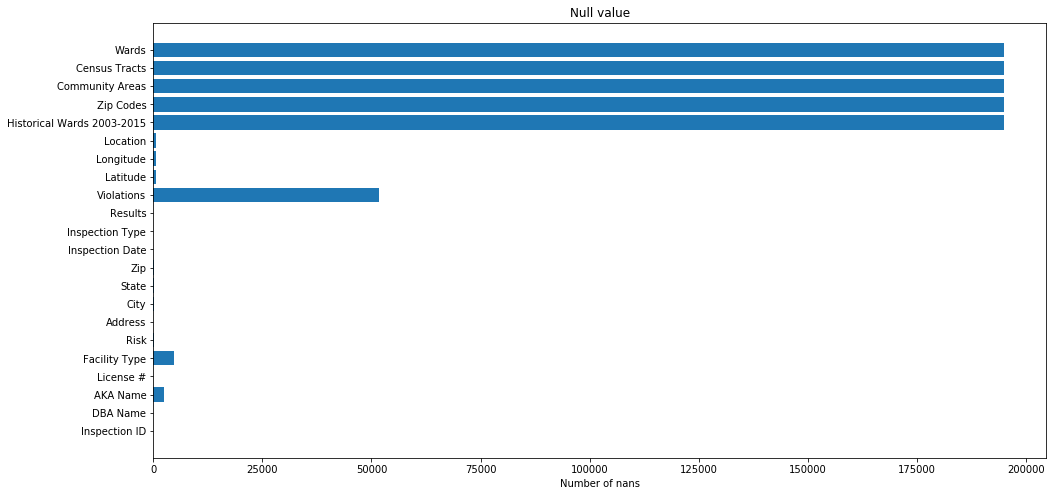 Null value
Wards
Census Tracts
Community Areas
Zip Codes
Historical Wards 2003-2015
Location
Longitude
Latitude
Violations
Results
Inspection Type
Inspection Date
Zip
State
City
Address
Risk
Facility Type
License #
AKA Name
DBA Name
Inspection ID
0 25000 50000 75000 100000 125000 150000 175000 200000
Number of nans